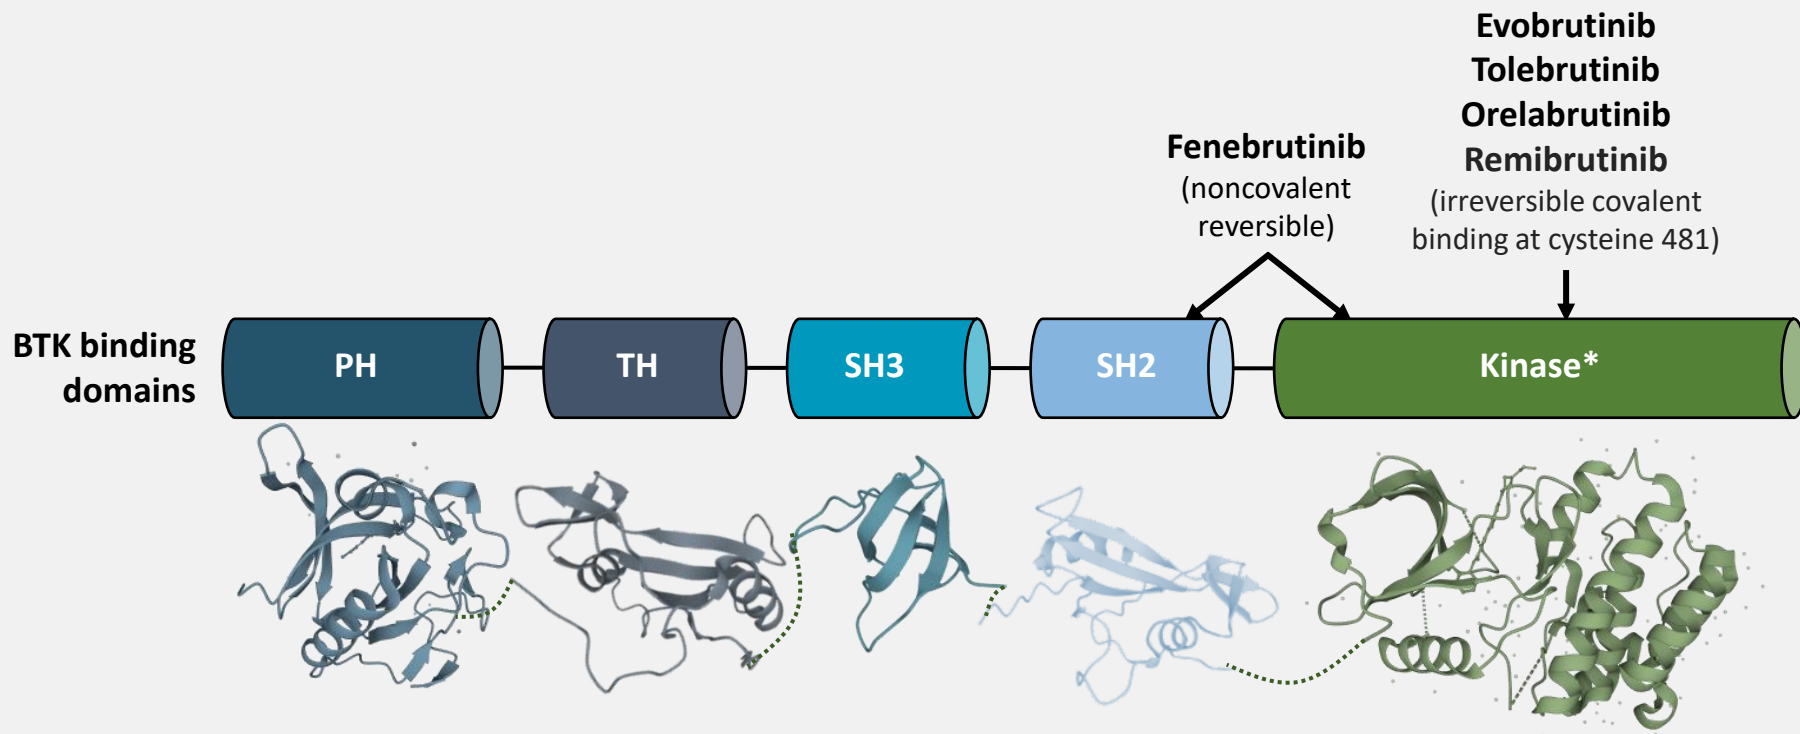 Evobrutinib
Tolebrutinib
Orelabrutinib
Remibrutinib
(irreversible covalent
binding at cysteine 481)
Fenebrutinib
(noncovalent
reversible)
BTK binding
domains
PH
TH
SH3
SH2
Kinase*